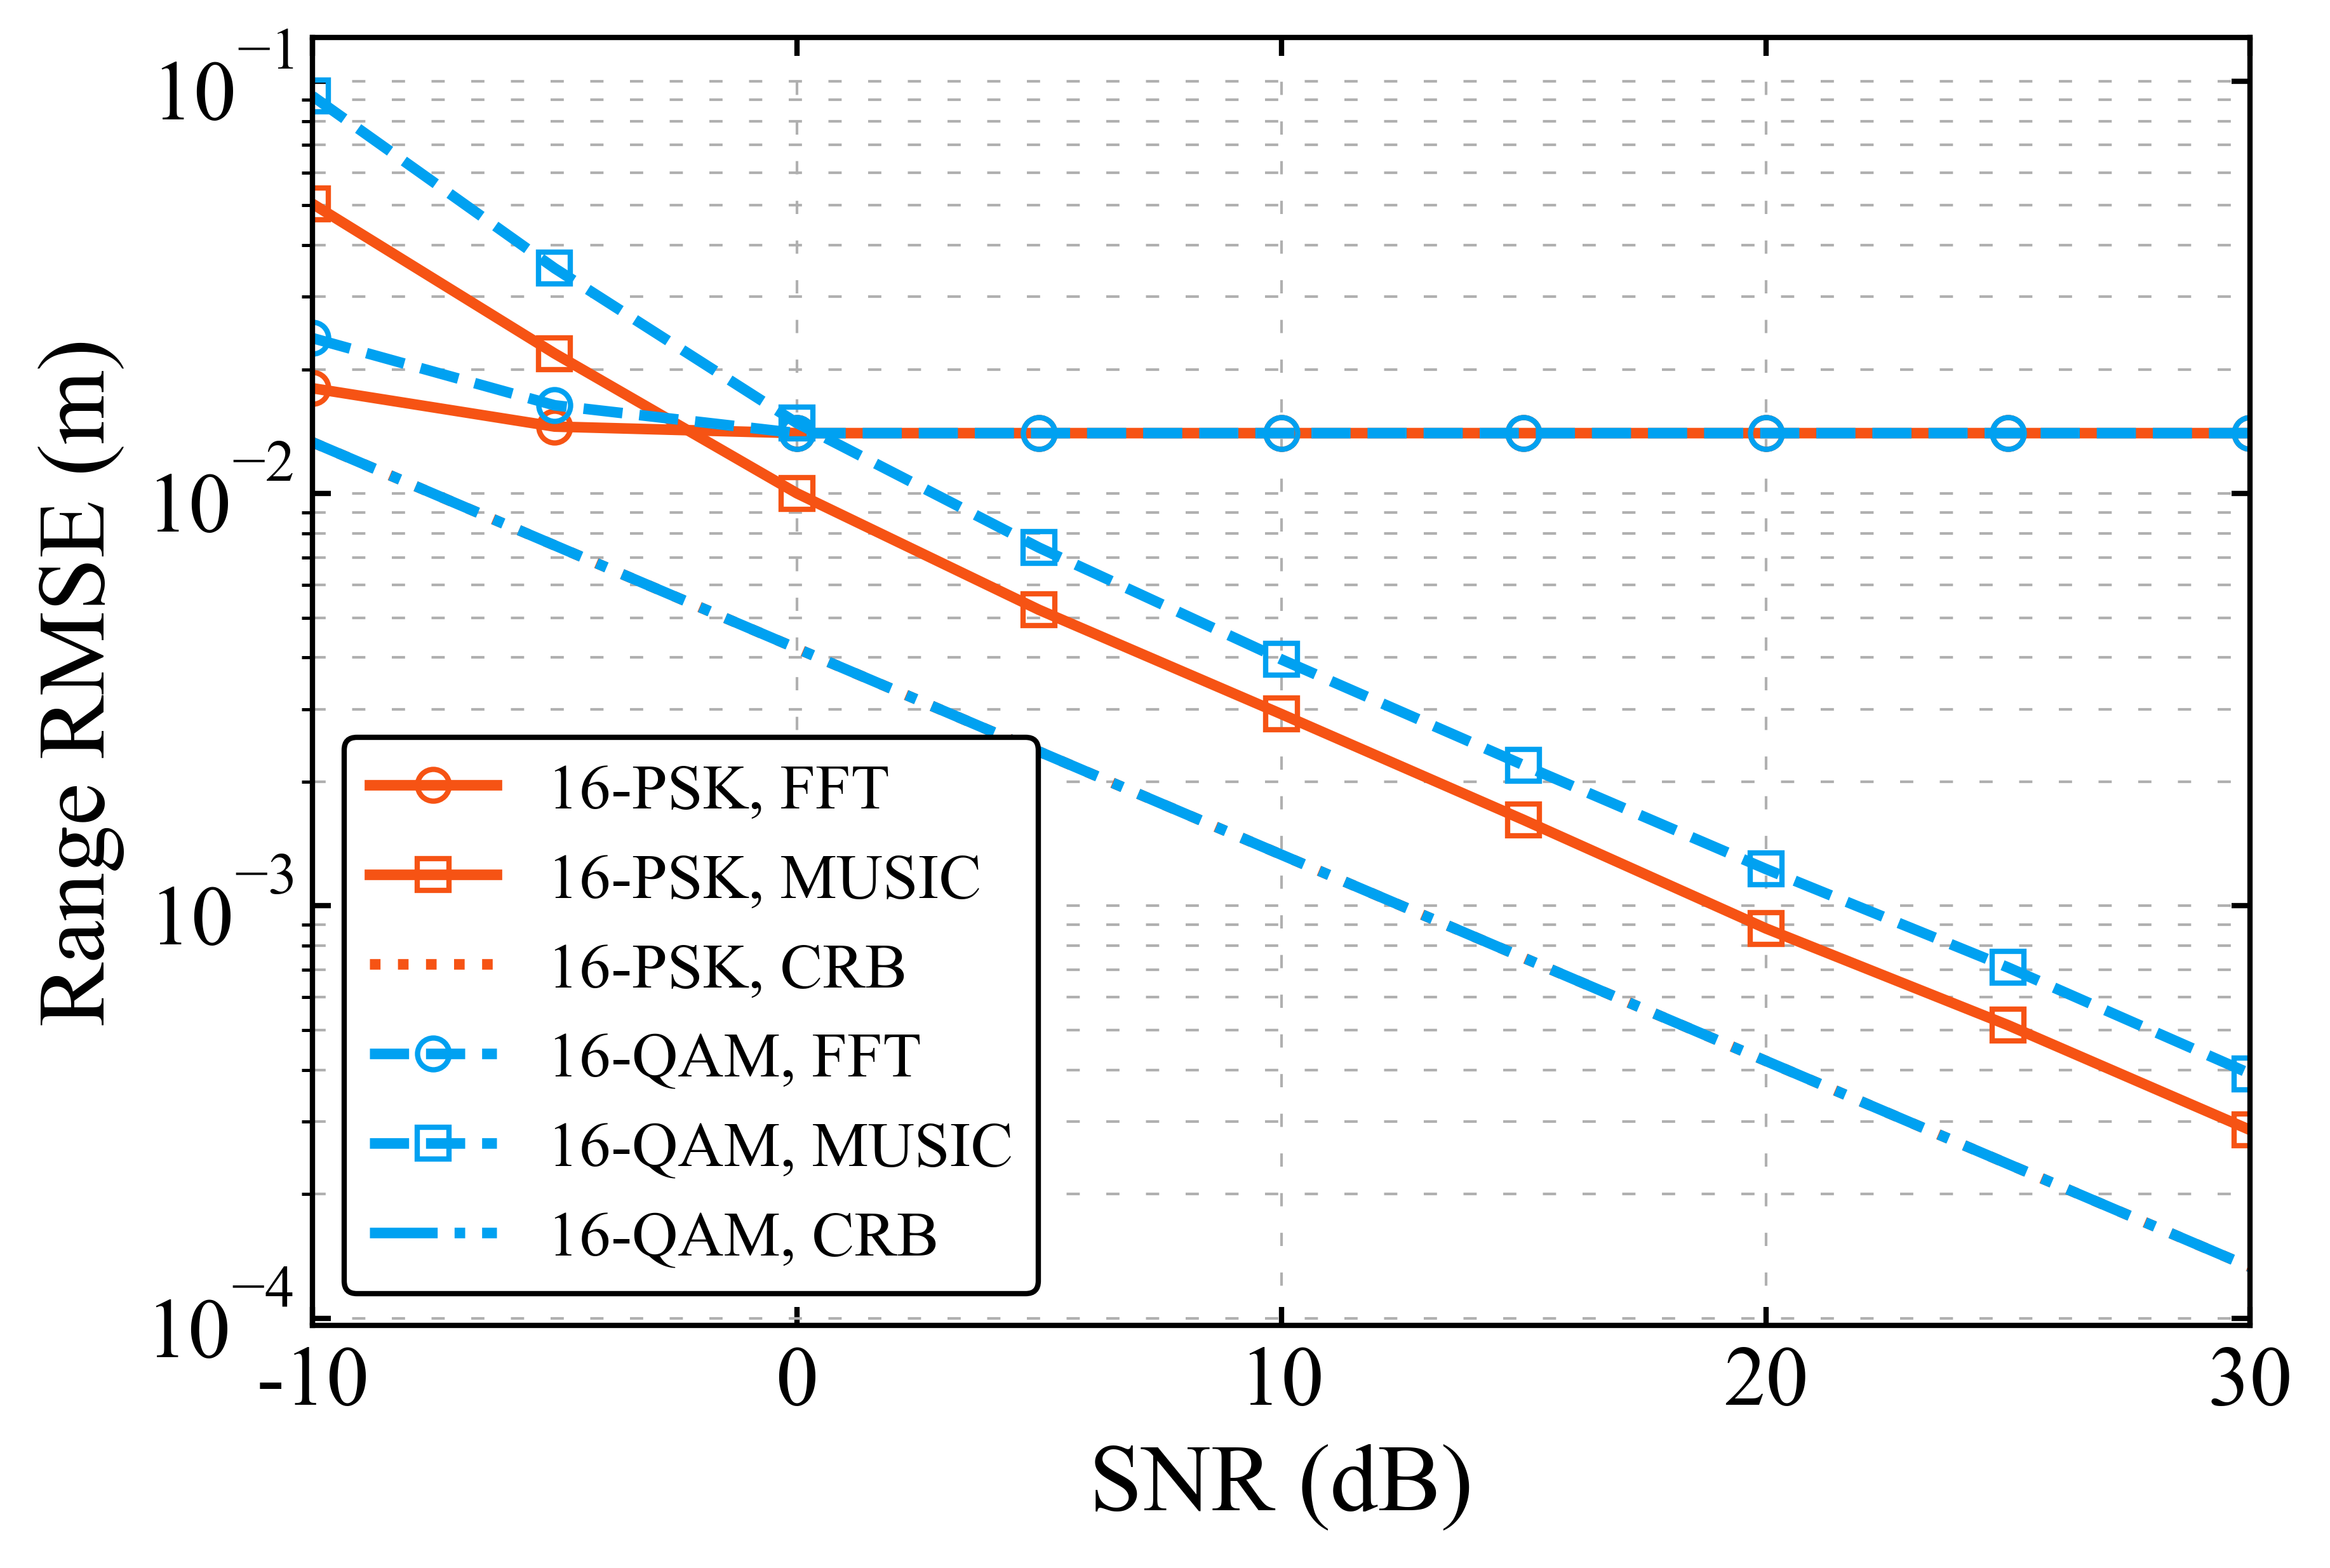 Range RMSE (m)
10⁻¹
10⁻²
10⁻³
10⁻⁴
16-PSK, FFT
16-PSK, MUSIC
16-PSK, CRB
16-QAM, FFT
16-QAM, MUSIC
16-QAM, CRB
-10 0 10 20 30
SNR (dB)